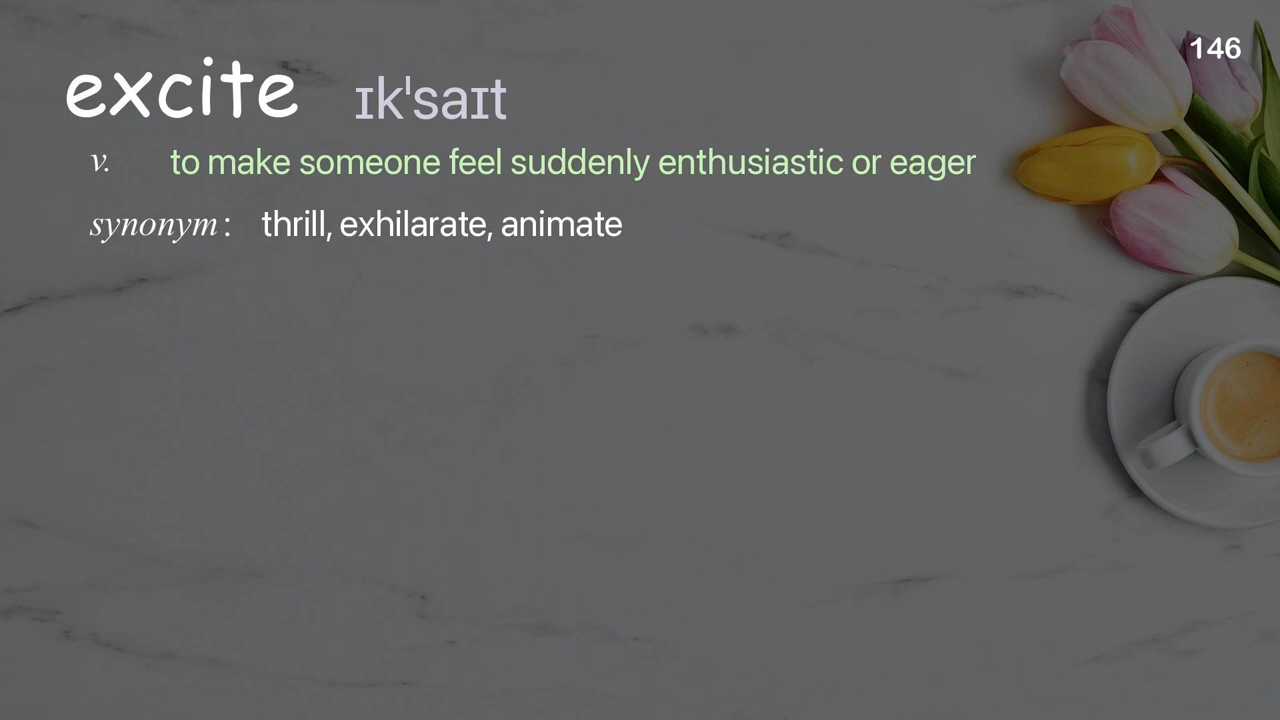 146
excite ɪkˈsaɪt
v. to make someone feel suddenly enthusiastic or eager
synonym: thrill, exhilarate, animate